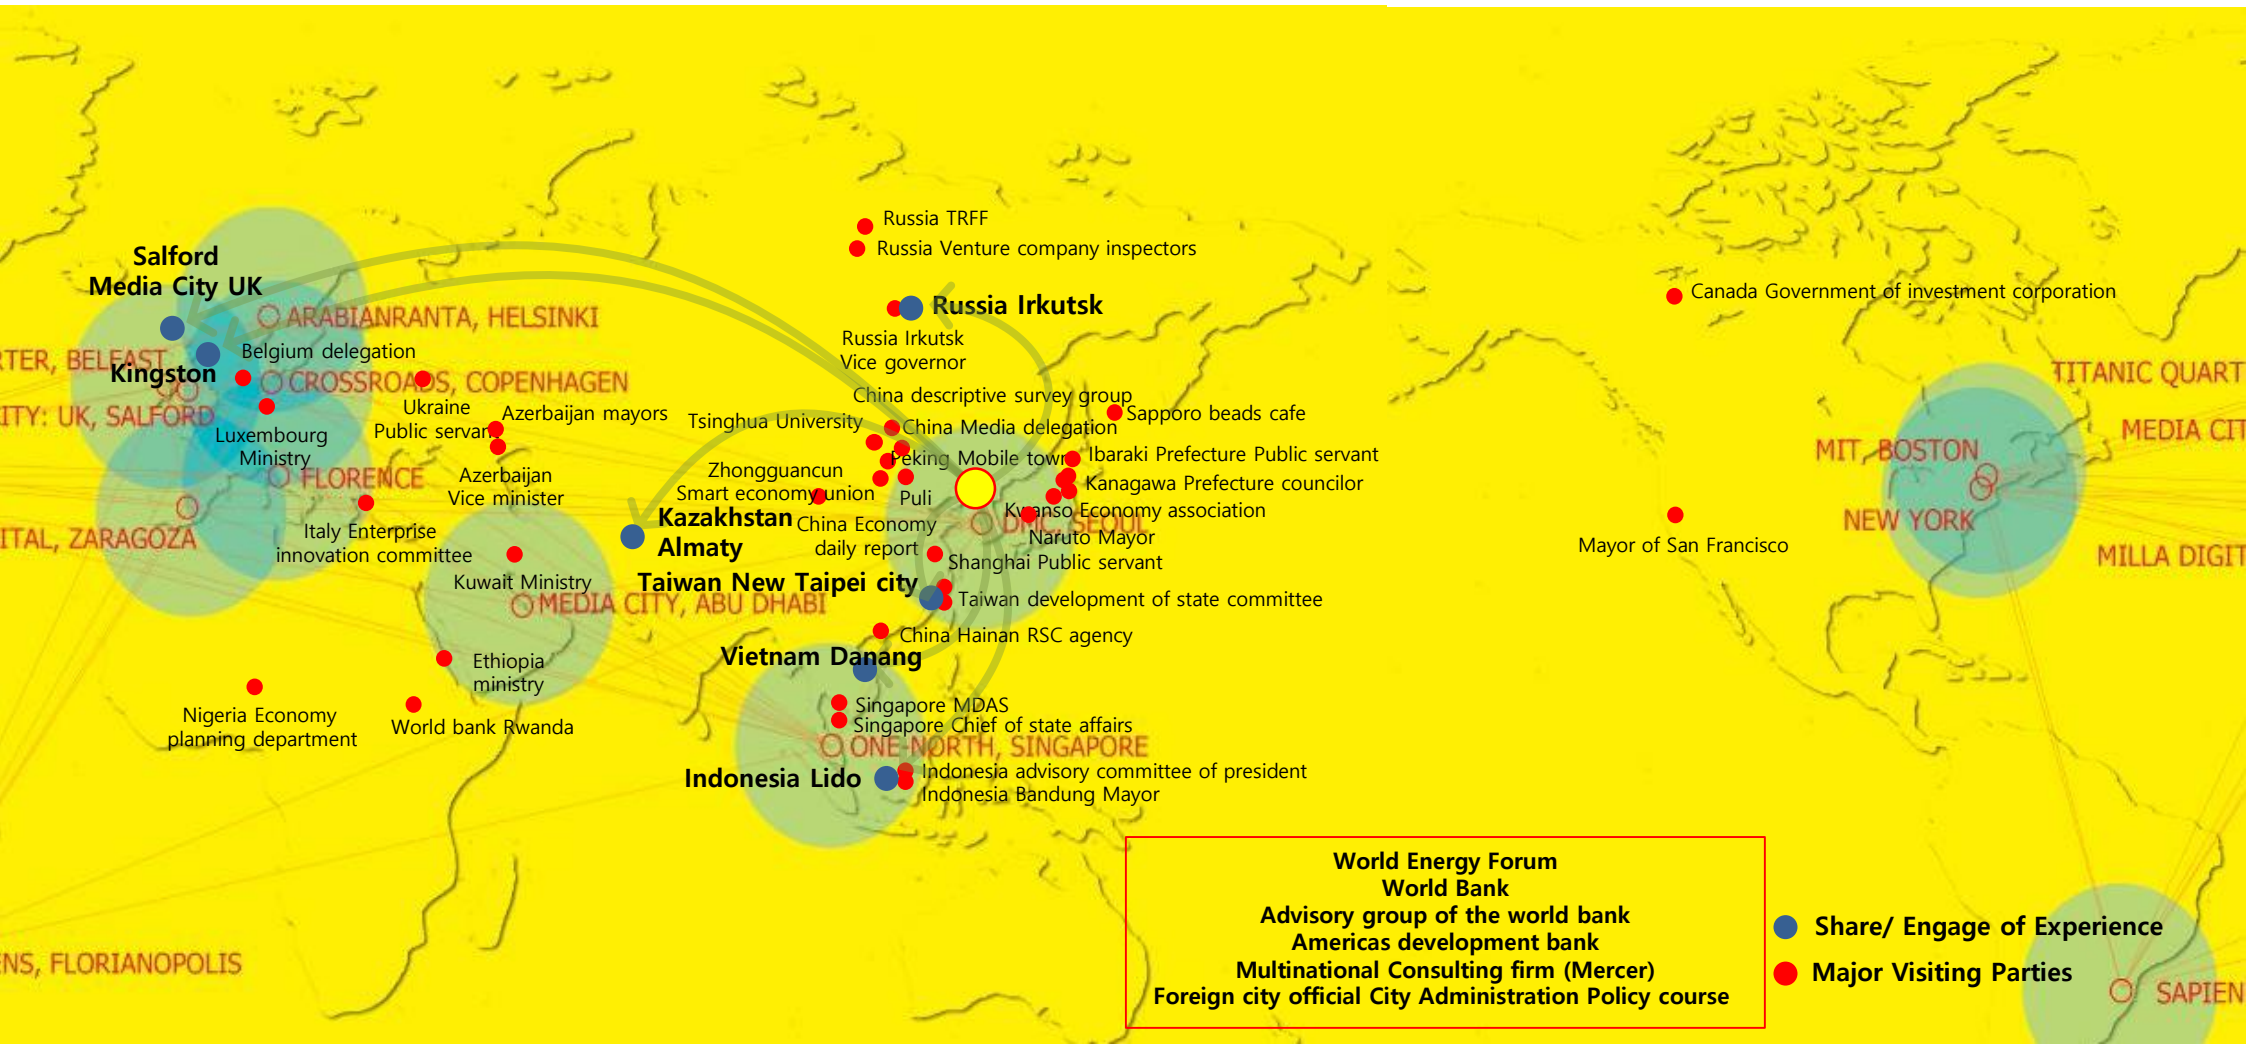 Russia TRFF
Russia Venture company inspectors
Salford
Media City UK
Russia Irkutsk
Canada Government of investment corporation
ARABIANRANTA, HELSINKI
Russia Irkutsk
Vice governor
RTER, BELFAST
Belgium delegation
Kingston
CROSSROADS, COPENHAGEN
TITANIC QUART
China descriptive survey group
Ukraine
Public servant
Azerbaijan mayors
Tsinghua University
China Media delegation
Sapporo beads cafe
ITY: UK, SALFORD
Luxembourg
Ministry
MEDIA CIT
MIT, BOSTON
Peking Mobile town
Ibaraki Prefecture Public servant
FLORENCE
Azerbaijan
Vice minister
Zhongguancun
Smart economy union
Puli
Kanagawa Prefecture councilor
Kwanso Economy association
ITAL, ZARAGOZA
Italy Enterprise
innovation committee
Kazakhstan
Almaty
China Economy
daily report
DMC, SEOUL
Naruto Mayor
NEW YORK
Mayor of San Francisco
MILLA DIGIT
Shanghai Public servant
Kuwait Ministry
Taiwan New Taipei city
MEDIA CITY, ABU DHABI
Taiwan development of state committee
China Hainan RSC agency
Vietnam Danang
Ethiopia
ministry
Nigeria Economy
planning department
World bank Rwanda
Singapore MDAS
Singapore Chief of state affairs
ONE-NORTH, SINGAPORE
Indonesia Lido
Indonesia advisory committee of president
Indonesia Bandung Mayor
World Energy Forum
World Bank
Advisory group of the world bank
Americas development bank
Multinational Consulting firm (Mercer)
Foreign city official City Administration Policy course
Share/ Engage of Experience
Major Visiting Parties
ENS, FLORIANOPOLIS
SAPIEN